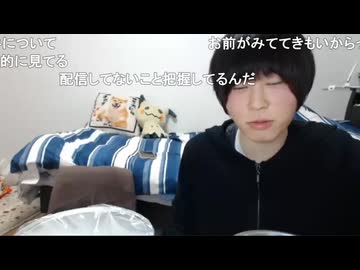 について
お前がみててきもいからっ
的に見てる
配信してないこと把握してるんだ